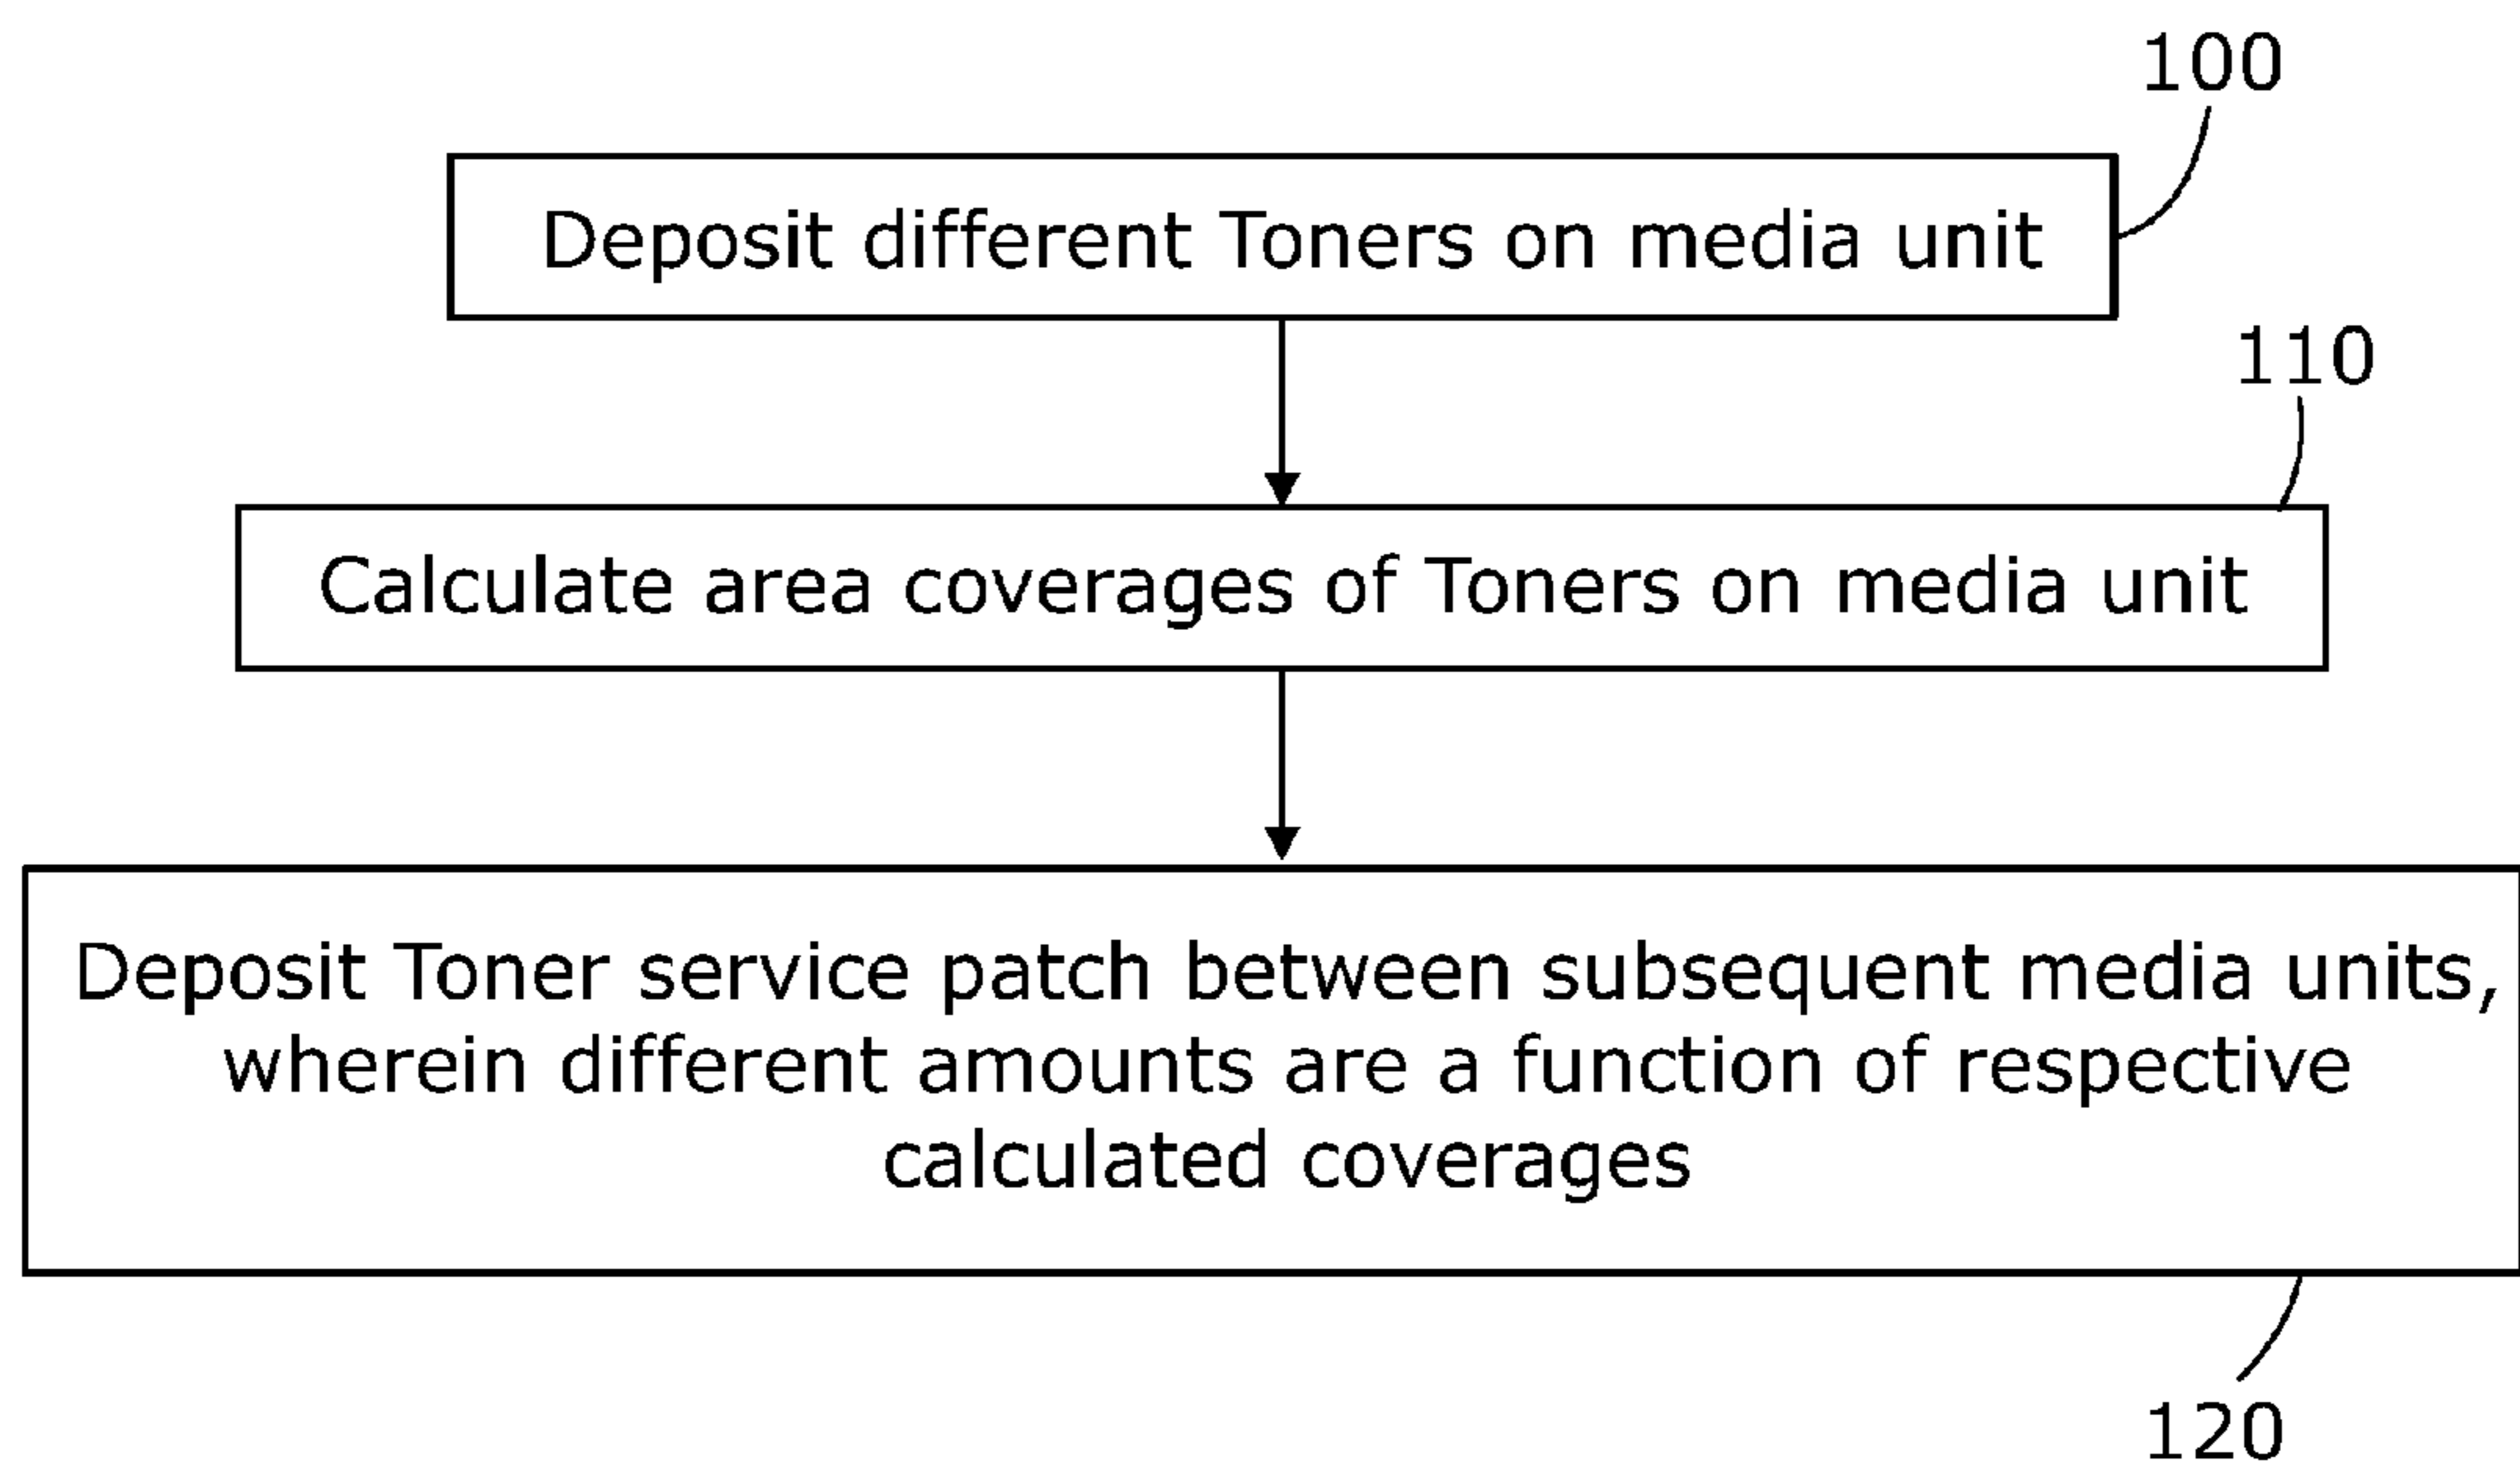 100
Deposit different Toners on media unit
110
Calculate area coverages of Toners on media unit
Deposit Toner service patch between subsequent media units,
wherein different amounts are a function of respective
calculated coverages
120